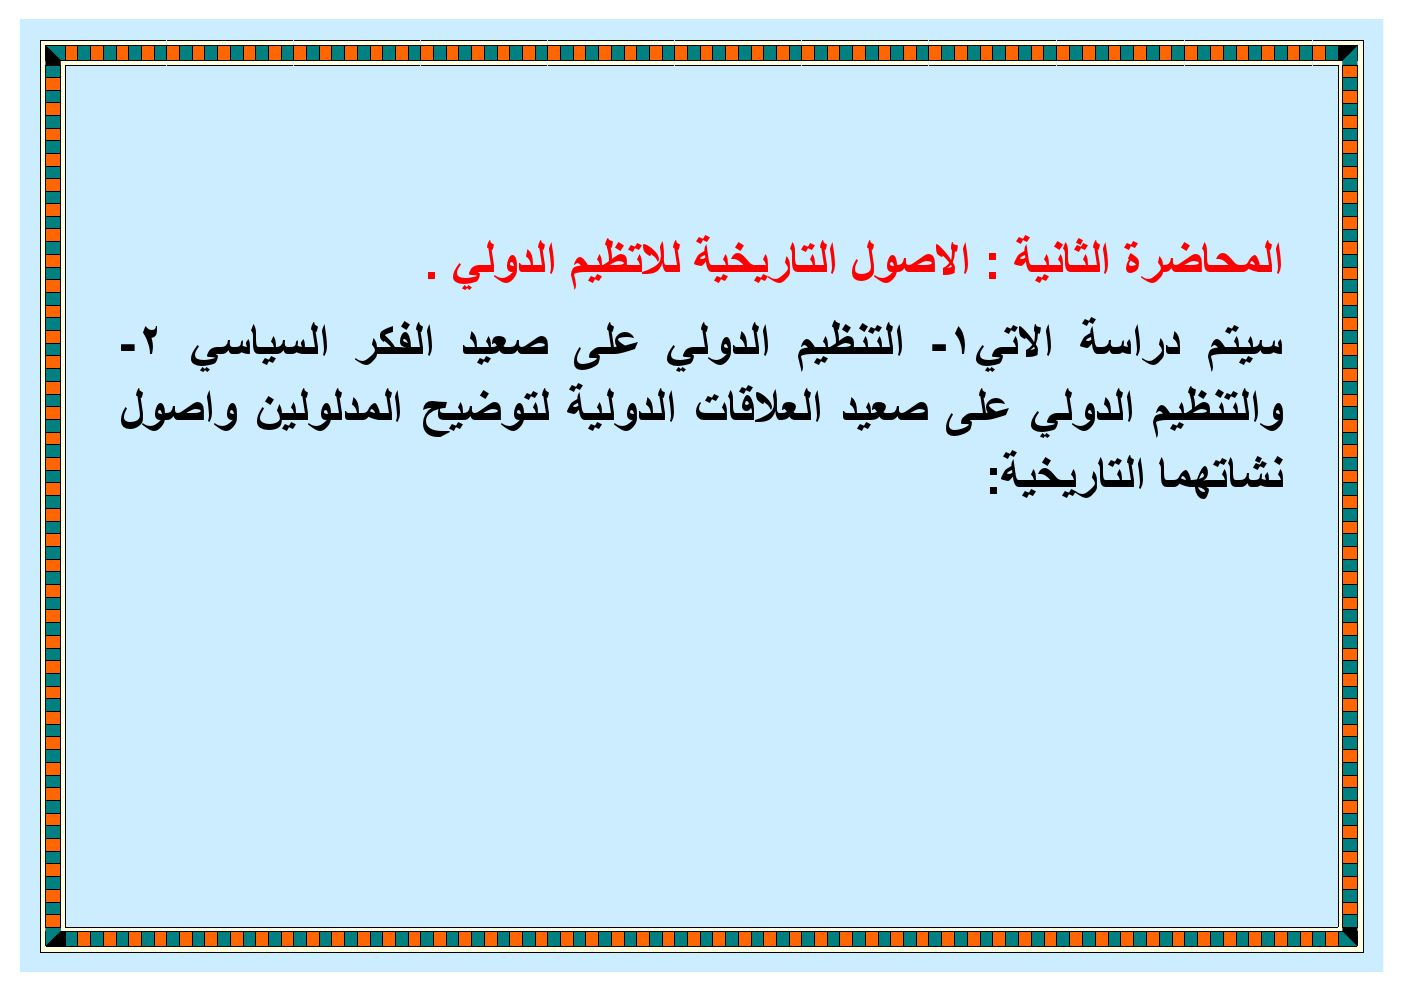 المحاضرة الثانية : الاصول التاريخية للاتظيم الدولي .
سيتم دراسة الاتي١- التنظيم الدولي على صعيد الفكر السياسي ٢-
والتنظيم الدولي على صعيد العلاقات الدولية لتوضيح المدلولين واصول
نشاتهما التاريخية: